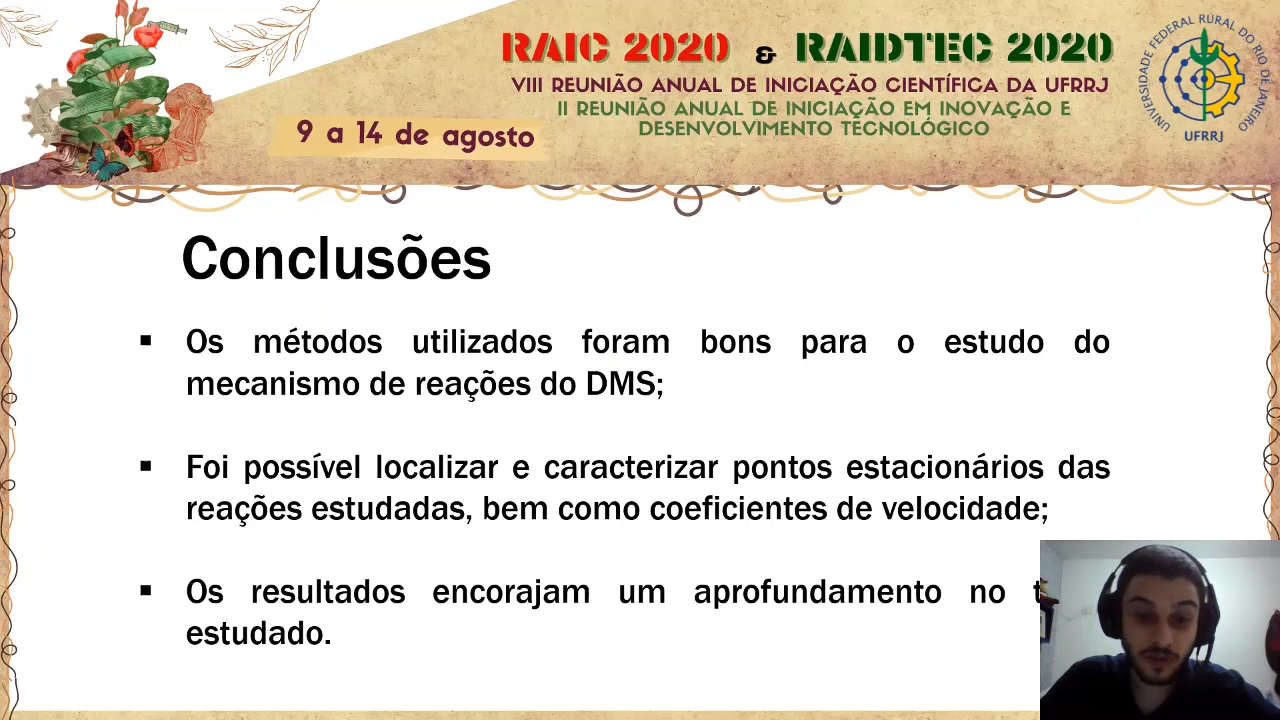 RAIC 2020 & RAIDTEC 2020
VIII REUNIÃO ANUAL DE INICIAÇÃO CIENTÍFICA DA UFRRJ
II REUNIÃO ANUAL DE INICIAÇÃO EM INOVAÇÃO E
DESENVOLVIMENTO TECNOLÓGICO
9 a 14 de agosto
UNIVERSIDADE FEDERAL RURAL DO RIO DE JANEIRO
UFRRJ
Conclusões
▪ Os métodos utilizados foram bons para o estudo do
mecanismo de reações do DMS;
▪ Foi possível localizar e caracterizar pontos estacionários das
reações estudadas, bem como coeficientes de velocidade;
▪ Os resultados encorajam um aprofundamento no
estudado.